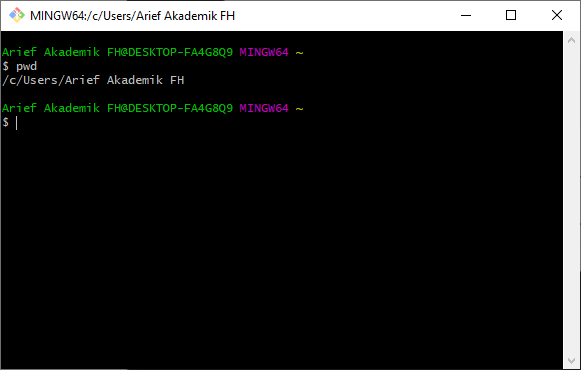 MINGW64:/c/Users/Arief Akademik FH
Arief Akademik FH@DESKTOP-FA4G8Q9 MINGW64 ~
$ pwd
/c/Users/Arief Akademik FH
Arief Akademik FH@DESKTOP-FA4G8Q9 MINGW64 ~
$